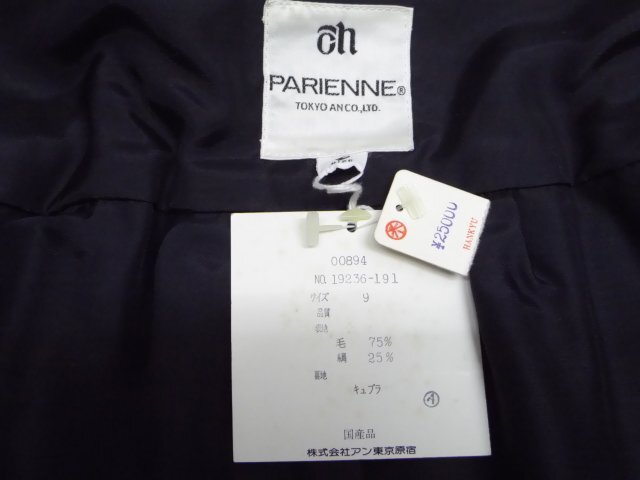 an
PARIENNE®
TOKYO AN CO., LTD.
¥25000
HANKYU
00894
NO. 19236-191
サイズ 9
品質
表地
毛 75%
絹 25%
裏地
キュプラ
A
国産品
株式会社アン東京原宿